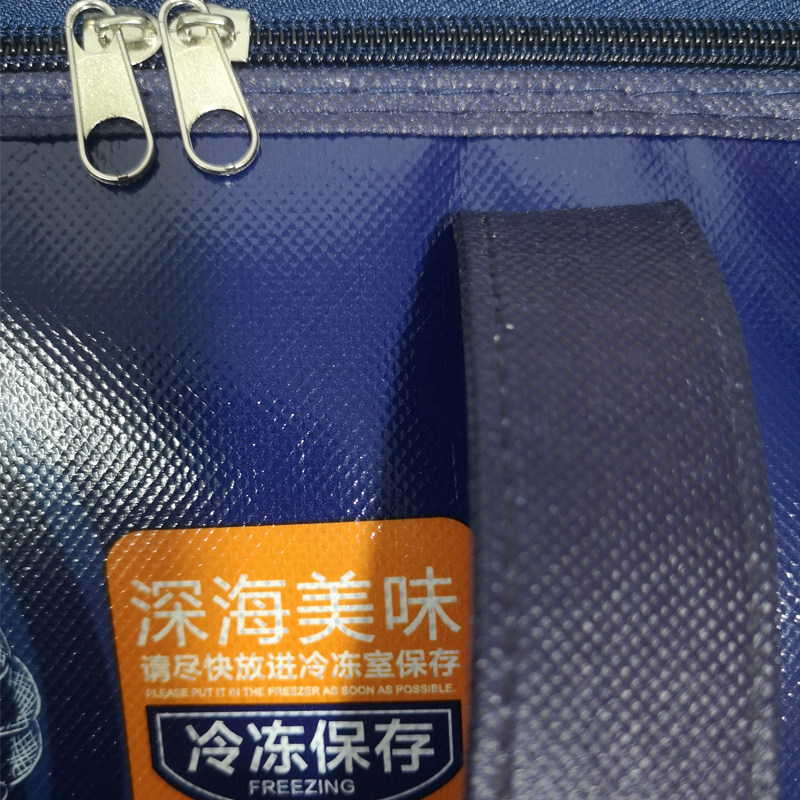 深海美味
请尽快放进冷冻室保存
PLEASE PUT IT IN THE FREEZER AS SOON AS POSSIBLE.
冷冻保存
FREEZING